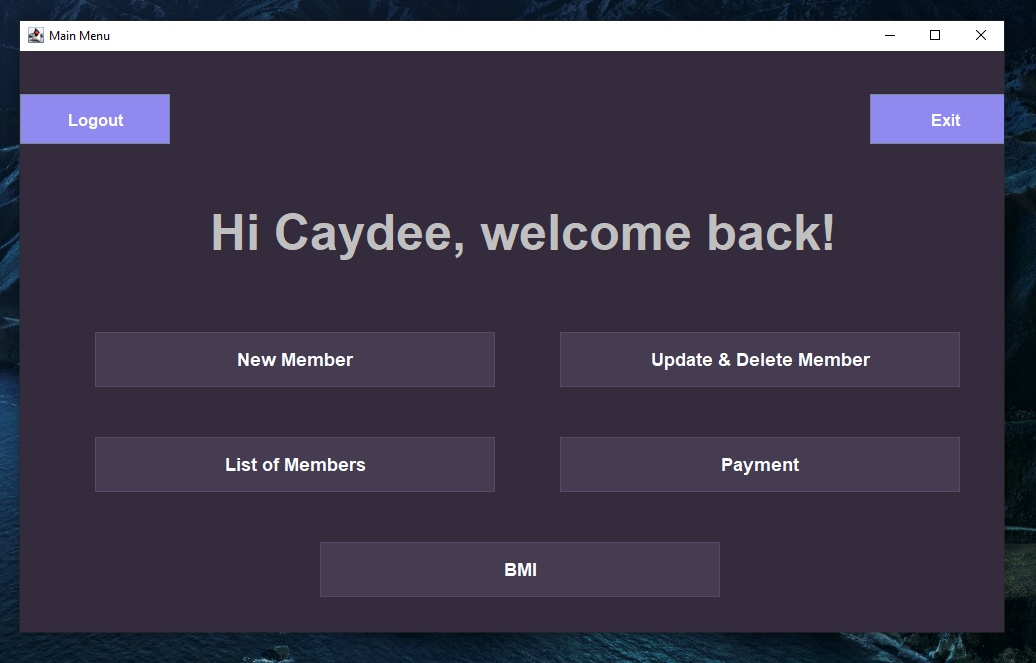 Main Menu
Logout
Exit
Hi Caydee, welcome back!
New Member
Update & Delete Member
List of Members
Payment
BMI